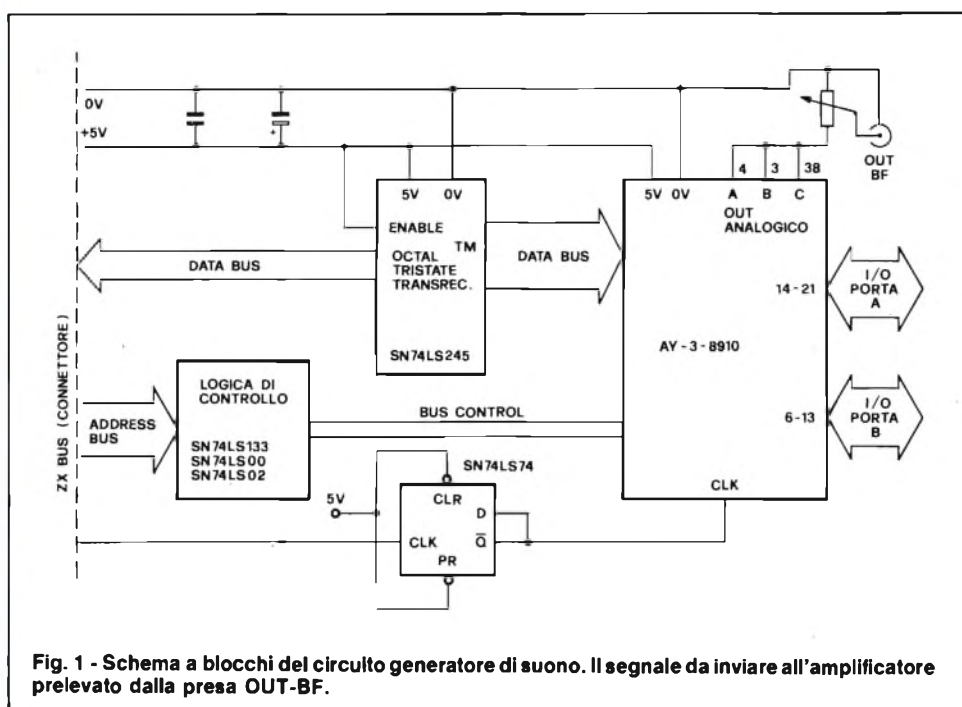 0V
+5V
OUT
BF
4 3 38
5V 0V
ENABLE
TM
OCTAL
TRISTATE
TRANSREC.
SN74LS245
5V 0V A B C
OUT
ANALOGICO
DATA BUS
DATA BUS
14-21
I/O
PORTA
A
AY-3-8910
ZX BUS (CONNETTORE)
ADDRESS
BUS
LOGICA DI
CONTROLLO
SN74LS133
SN74LS00
SN74LS02
BUS CONTROL
6-13
I/O
PORTA
B
SN74LS74
5V
CLR
D
CLK
Q̅
PR
CLK
Fig. 1 - Schema a blocchi del circuito generatore di suono. Il segnale da inviare all'amplificatore
prelevato dalla presa OUT-BF.